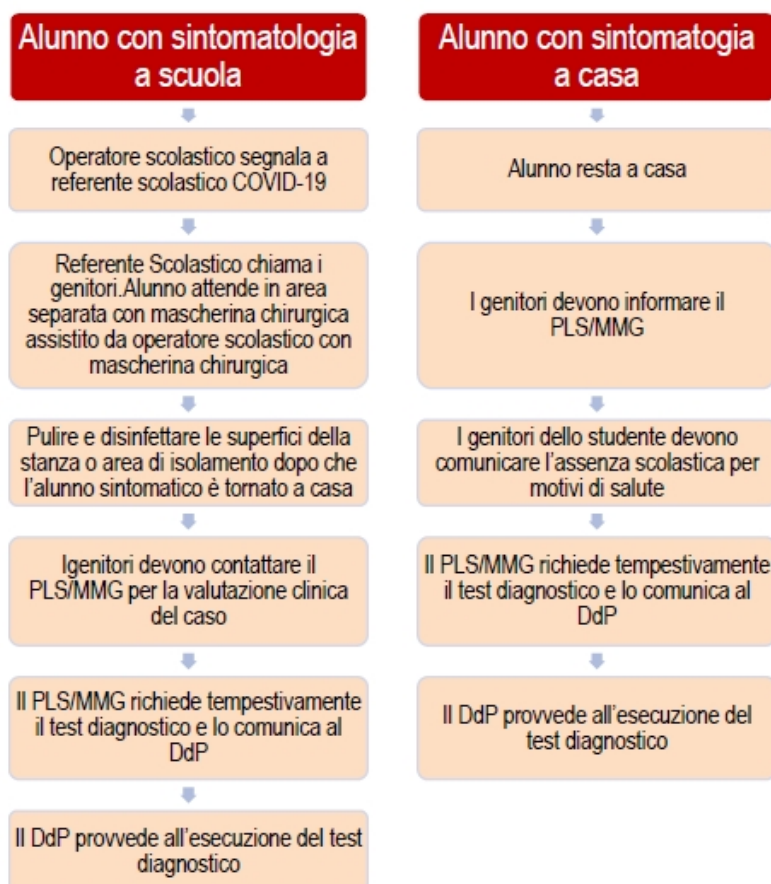 Alunno con sintomatologia
a scuola
Operatore scolastico segnala a
referente scolastico COVID-19
Referente Scolastico chiama i
genitori.Alunno attende in area
separata con mascherina chirurgica
assistito da operatore scolastico con
mascherina chirurgica
Pulire e disinfettare le superfici della
stanza o area di isolamento dopo che
l'alunno sintomatico è tornato a casa
Igenitori devono contattare il
PLS/MMG per la valutazione clinica
del caso
Il PLS/MMG richiede tempestivamente
il test diagnostico e lo comunica al
DdP
Il DdP provvede all'esecuzione del test
diagnostico
Alunno con sintomatogia
a casa
Alunno resta a casa
I genitori devono informare il
PLS/MMG
I genitori dello studente devono
comunicare l'assenza scolastica per
motivi di salute
Il PLS/MMG richiede tempestivamente
il test diagnostico e lo comunica al
DdP
Il DdP provvede all'esecuzione del
test diagnostico